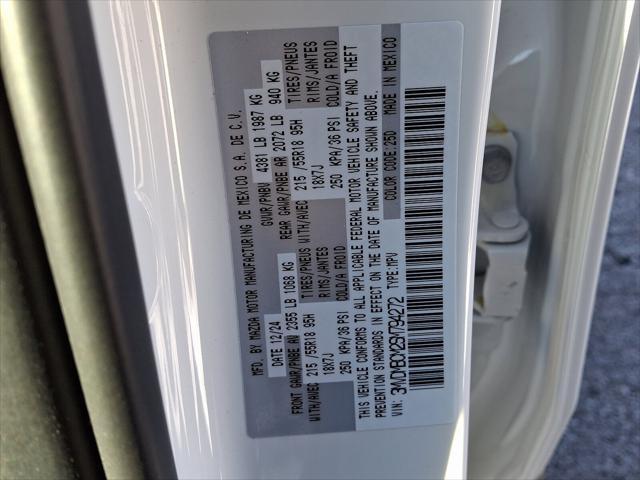 MFD. BY MAZDA MOTOR MANUFACTURING DE MEXICO S.A. DE C.V.
DATE 12/24 GVWR/PNBV 4381 LB 1987 KG
FRONT GAWR/PNBE AV 2355 LB 1068 KG REAR GAWR/PNBE AR 2072 LB 940 KG
WITH/AVEC 215 /55R18 95H TIRES/PNEUS WITH/AVEC 215 /55R18 95H TIRES/PNEUS
18X7J RIMS/JANTES 18X7J RIMS/JANTES
250 KPA/36 PSI COLD/A FROID 250 KPA/36 PSI COLD/A FROID
THIS VEHICLE CONFORMS TO ALL APPLICABLE FEDERAL MOTOR VEHICLE SAFETY AND THEFT
PREVENTION STANDARDS IN EFFECT ON THE DATE OF MANUFACTURE SHOWN ABOVE.
VIN: 3MVDMBDM2SM794272 TYPE:MPV COLOR CODE:25D MADE IN MEXICO